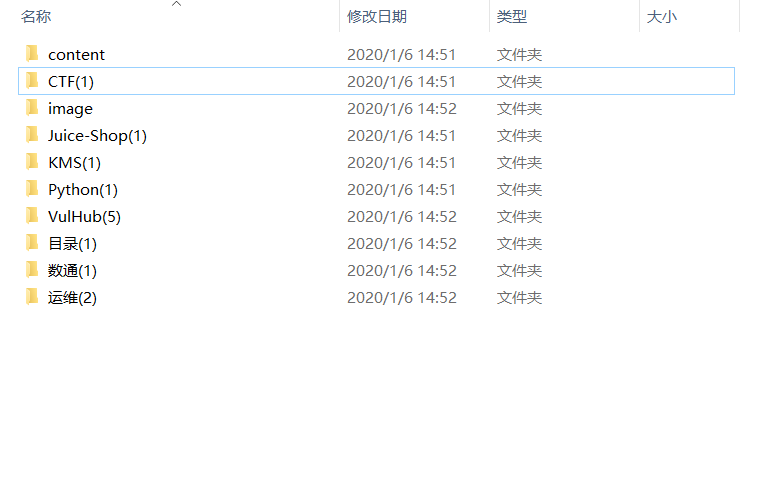 名称 修改日期 类型 大小
content 2020/1/6 14:51 文件夹
CTF(1) 2020/1/6 14:51 文件夹
image 2020/1/6 14:52 文件夹
Juice-Shop(1) 2020/1/6 14:51 文件夹
KMS(1) 2020/1/6 14:51 文件夹
Python(1) 2020/1/6 14:51 文件夹
VulHub(5) 2020/1/6 14:52 文件夹
目录(1) 2020/1/6 14:52 文件夹
数通(1) 2020/1/6 14:52 文件夹
运维(2) 2020/1/6 14:52 文件夹